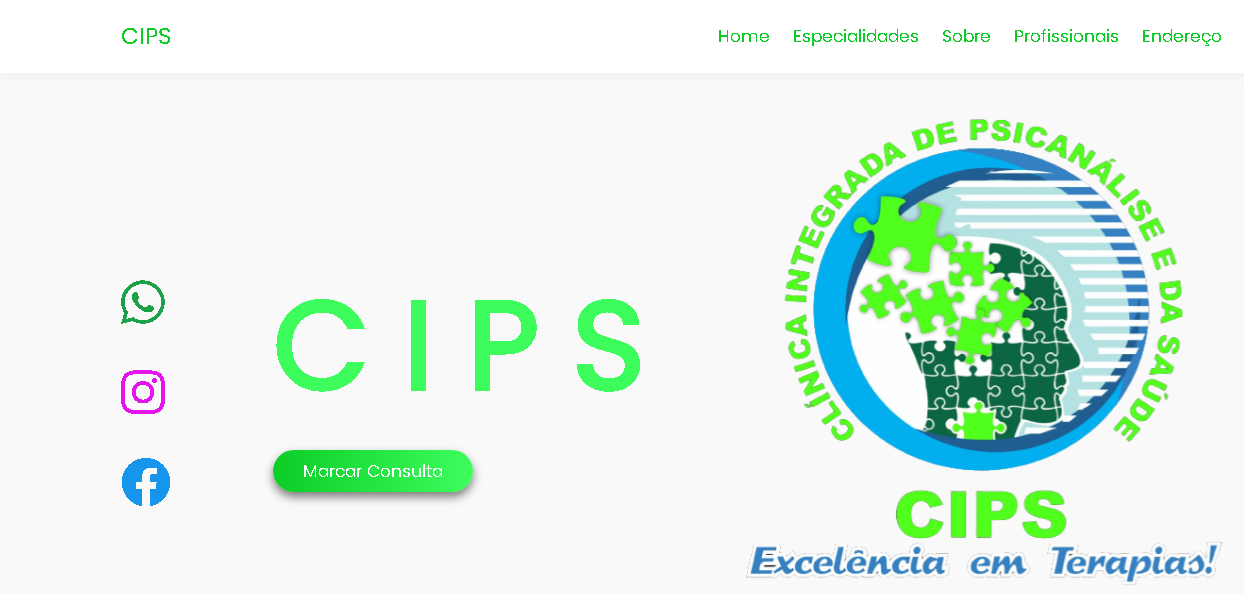 CIPS
Home Especialidades Sobre Profissionais Endereço
CIPS
Marcar Consulta
CLÍNICA INTEGRADA DE PSICANÁLISE E DA SAÚDE
CIPS
Excelência em Terapias!